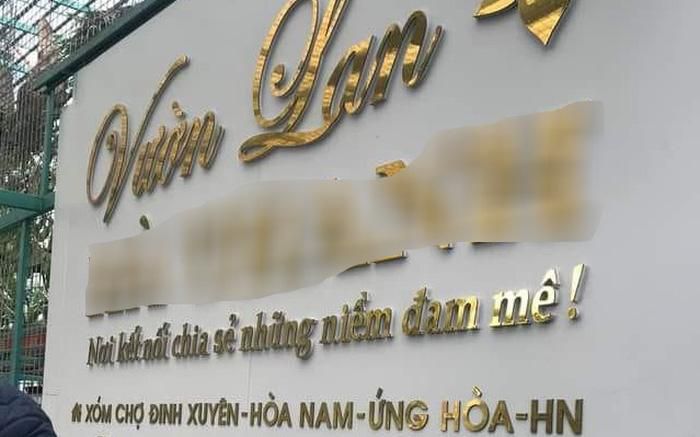 Vườn Lan
Nơi kết nối chia sẻ những niềm đam mê!
XÓM CHỢ ĐINH XUYÊN-HÒA NAM-ỨNG HÒA-HN